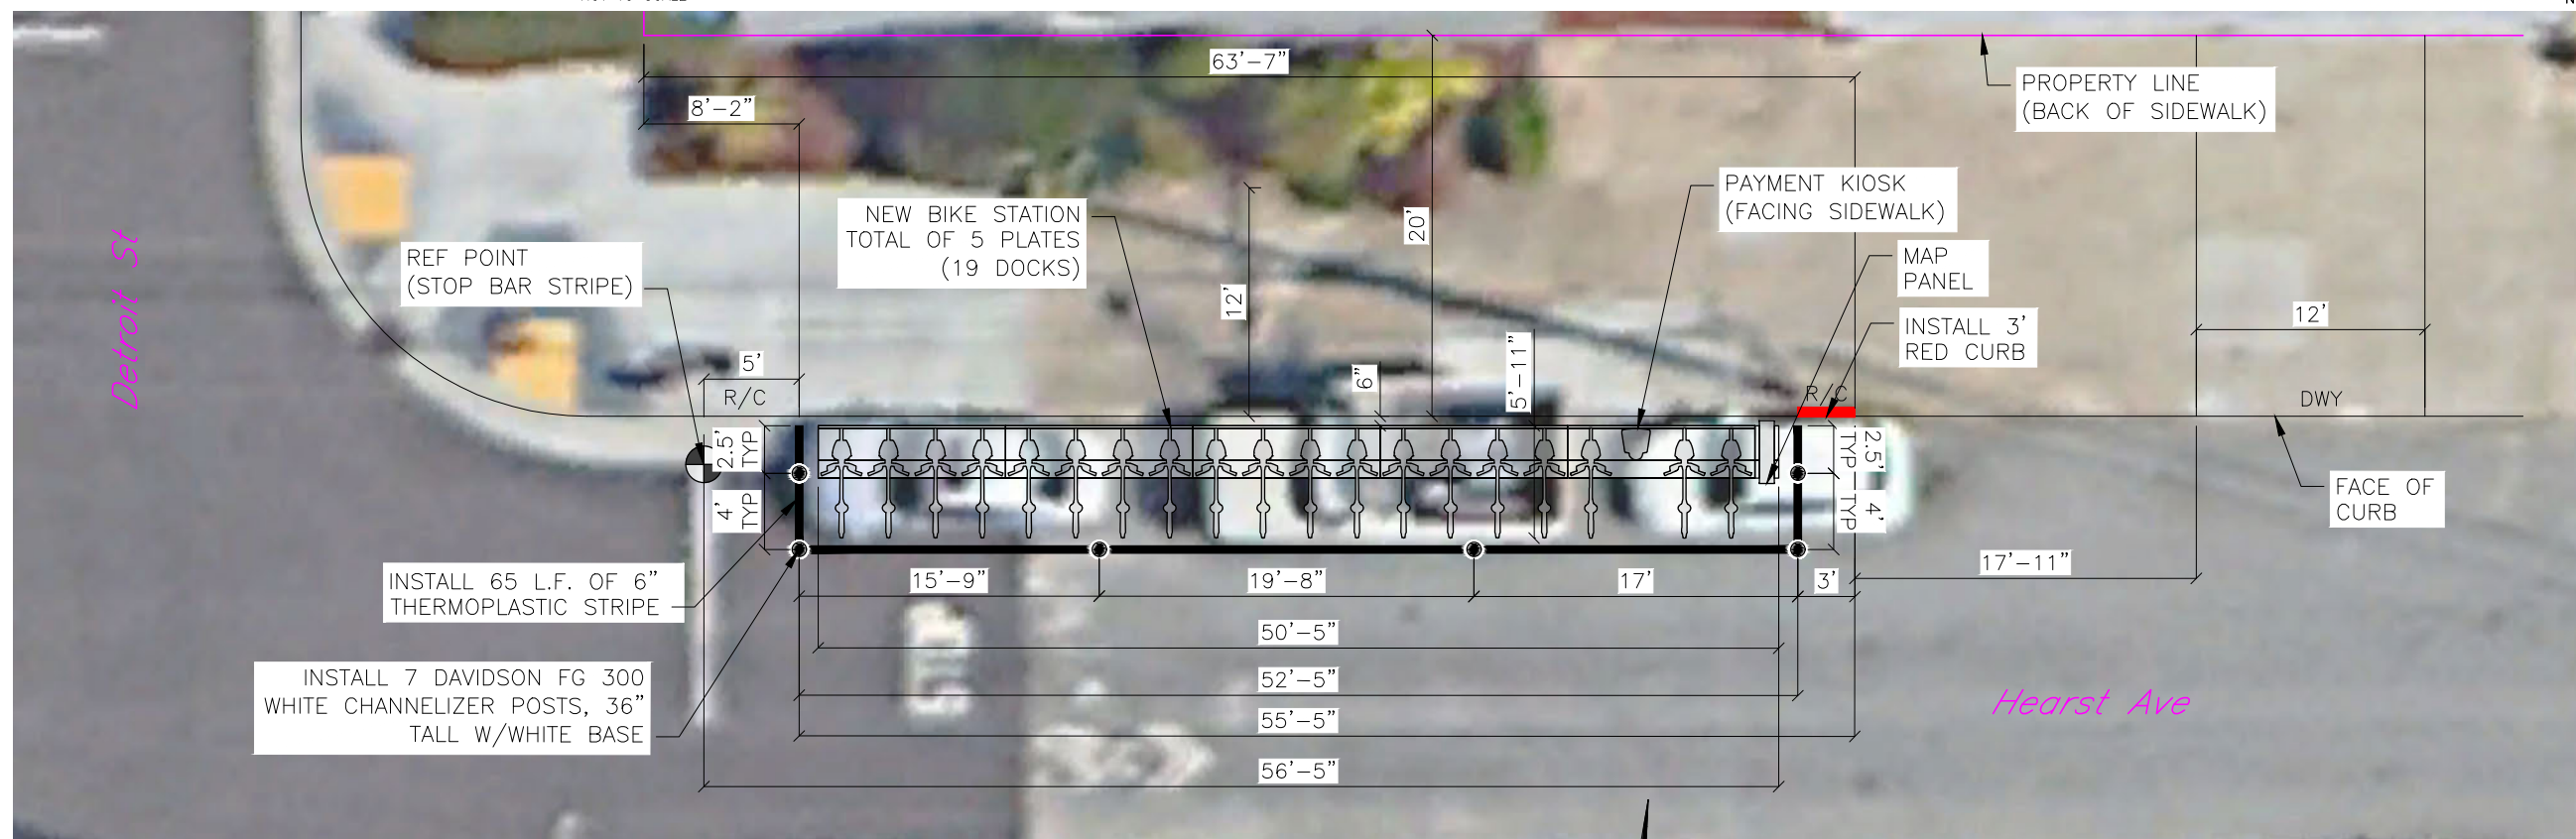 63'-7"
8'-2"
PROPERTY LINE
(BACK OF SIDEWALK)
PAYMENT KIOSK
(FACING SIDEWALK)
NEW BIKE STATION
TOTAL OF 5 PLATES
(19 DOCKS)
20'
12'
REF POINT
(STOP BAR STRIPE)
MAP
PANEL
INSTALL 3'
RED CURB
12'
Detroit St
5'
R/C
6"
5'-11"
R/C
DWY
2.5'
TYP
4'
TYP
2.5'
TYP
4'
TYP
FACE OF
CURB
INSTALL 65 L.F. OF 6"
THERMOPLASTIC STRIPE
15'-9"
19'-8"
17'
3'
17'-11"
50'-5"
INSTALL 7 DAVIDSON FG 300
WHITE CHANNELIZER POSTS, 36"
TALL W/WHITE BASE
52'-5"
55'-5"
56'-5"
Hearst Ave